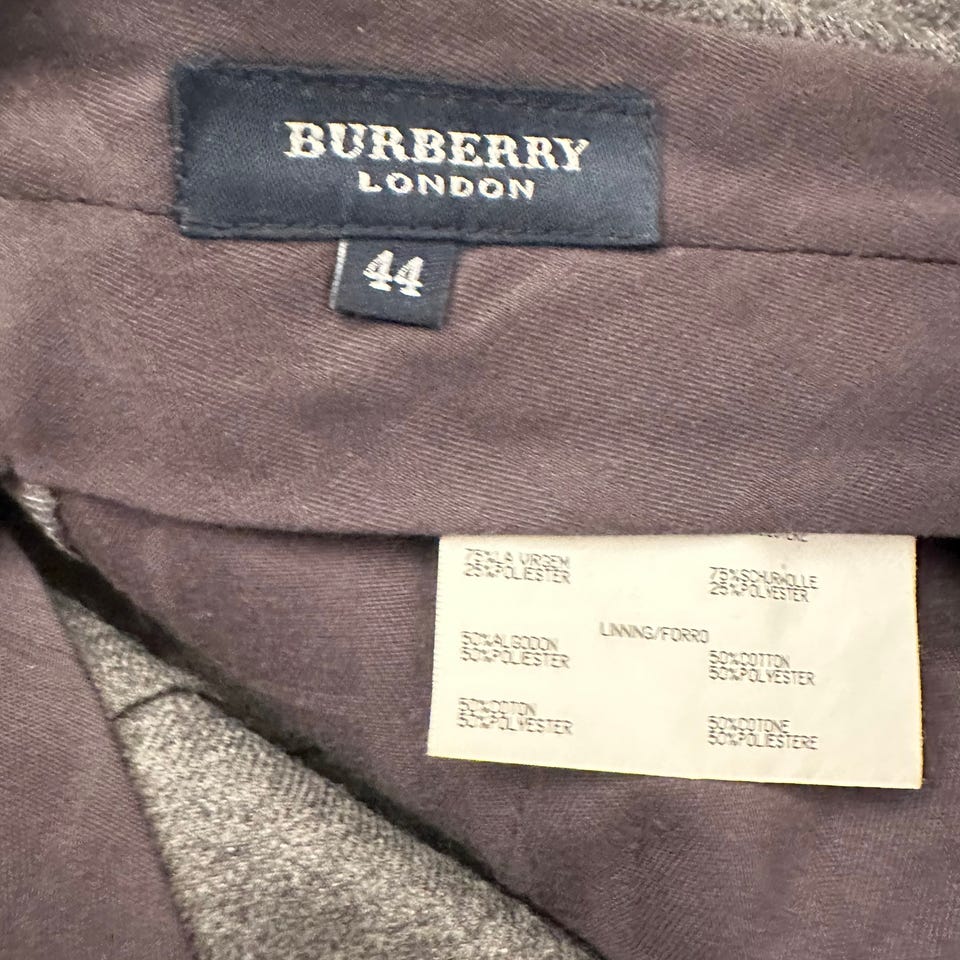 BURBERRY
LONDON
44
75%LA VIRGEM
25%POLIESTER
75%SCHURWOLLE
25%POLYESTER
LINNING/FORRO
50%ALGODON
50%POLIESTER
50%COTTON
50%POLYESTER
50%COTON
50%POLYESTER
50%COTONE
50%POLIESTERE